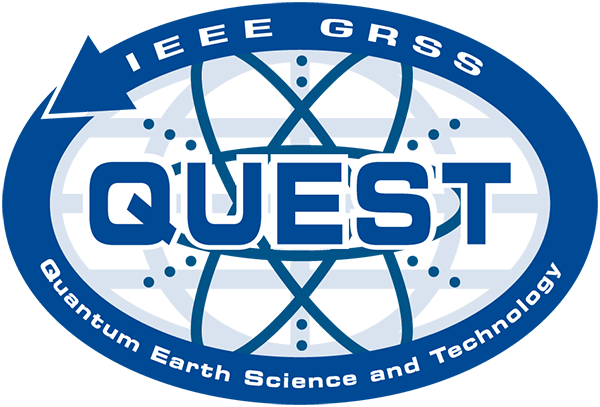 IEEE GRSS
QUEST
Quantum Earth Science and Technology